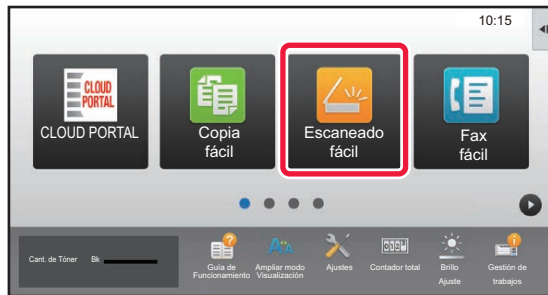 10:15
CLOUD
PORTAL
CLOUD PORTAL
Copia
fácil
Escaneado
fácil
Fax
fácil
Cant. de Tóner Bk
Guía de
Funcionamiento
Ampliar modo
Visualización
Ajustes
Contador total
Brillo
Ajuste
Gestión de
trabajos